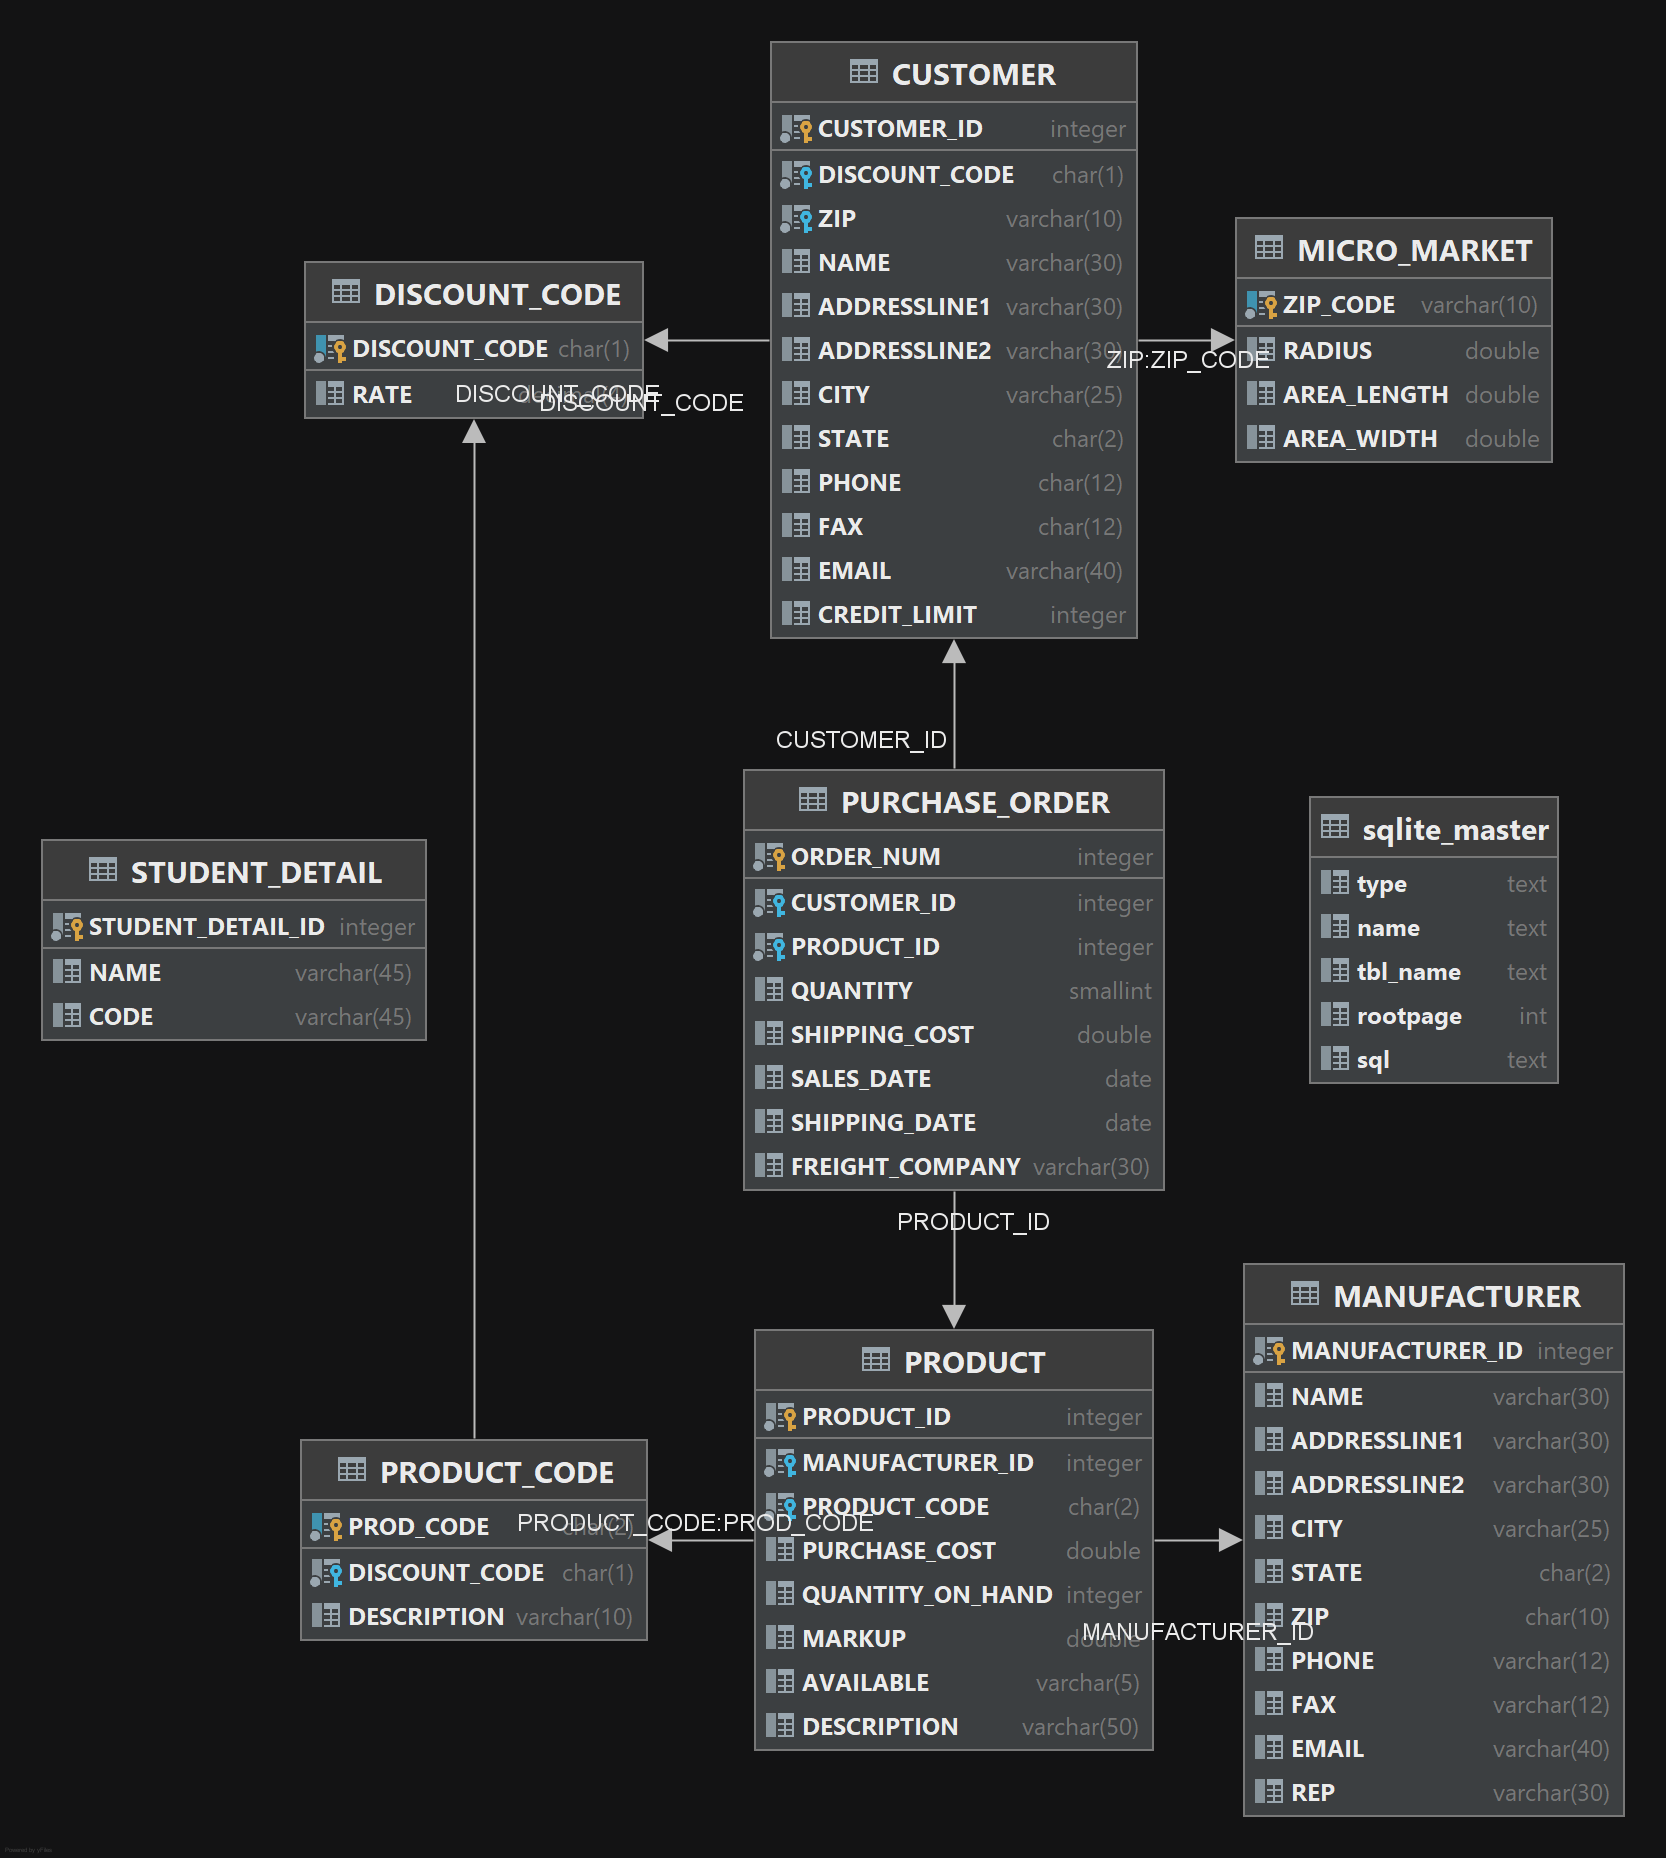 CUSTOMER
CUSTOMER_ID integer
DISCOUNT_CODE char(1)
ZIP varchar(10)
NAME varchar(30)
ADDRESSLINE1 varchar(30)
ADDRESSLINE2 varchar(30)
CITY varchar(25)
STATE char(2)
PHONE char(12)
FAX char(12)
EMAIL varchar(40)
CREDIT_LIMIT integer
MICRO_MARKET
ZIP_CODE varchar(10)
RADIUS double
AREA_LENGTH double
AREA_WIDTH double
ZIP:ZIP_CODE
DISCOUNT_CODE
DISCOUNT_CODE char(1)
RATE
DISCOUNT_CODE
DISCOUNT_CODE
CUSTOMER_ID
PURCHASE_ORDER
ORDER_NUM integer
CUSTOMER_ID integer
PRODUCT_ID integer
QUANTITY smallint
SHIPPING_COST double
SALES_DATE date
SHIPPING_DATE date
FREIGHT_COMPANY varchar(30)
sqlite_master
type text
name text
tbl_name text
rootpage int
sql text
STUDENT_DETAIL
STUDENT_DETAIL_ID integer
NAME varchar(45)
CODE varchar(45)
PRODUCT_ID
PRODUCT
PRODUCT_ID integer
MANUFACTURER_ID integer
PRODUCT_CODE char(2)
PURCHASE_COST double
QUANTITY_ON_HAND integer
MARKUP double
AVAILABLE varchar(5)
DESCRIPTION varchar(50)
MANUFACTURER
MANUFACTURER_ID integer
NAME varchar(30)
ADDRESSLINE1 varchar(30)
ADDRESSLINE2 varchar(30)
CITY varchar(25)
STATE char(2)
ZIP char(10)
PHONE varchar(12)
FAX varchar(12)
EMAIL varchar(40)
REP varchar(30)
MANUFACTURER_ID
PRODUCT_CODE
PROD_CODE char(2)
DISCOUNT_CODE char(1)
DESCRIPTION varchar(10)
PRODUCT_CODE:PROD_CODE
Powered by yFiles